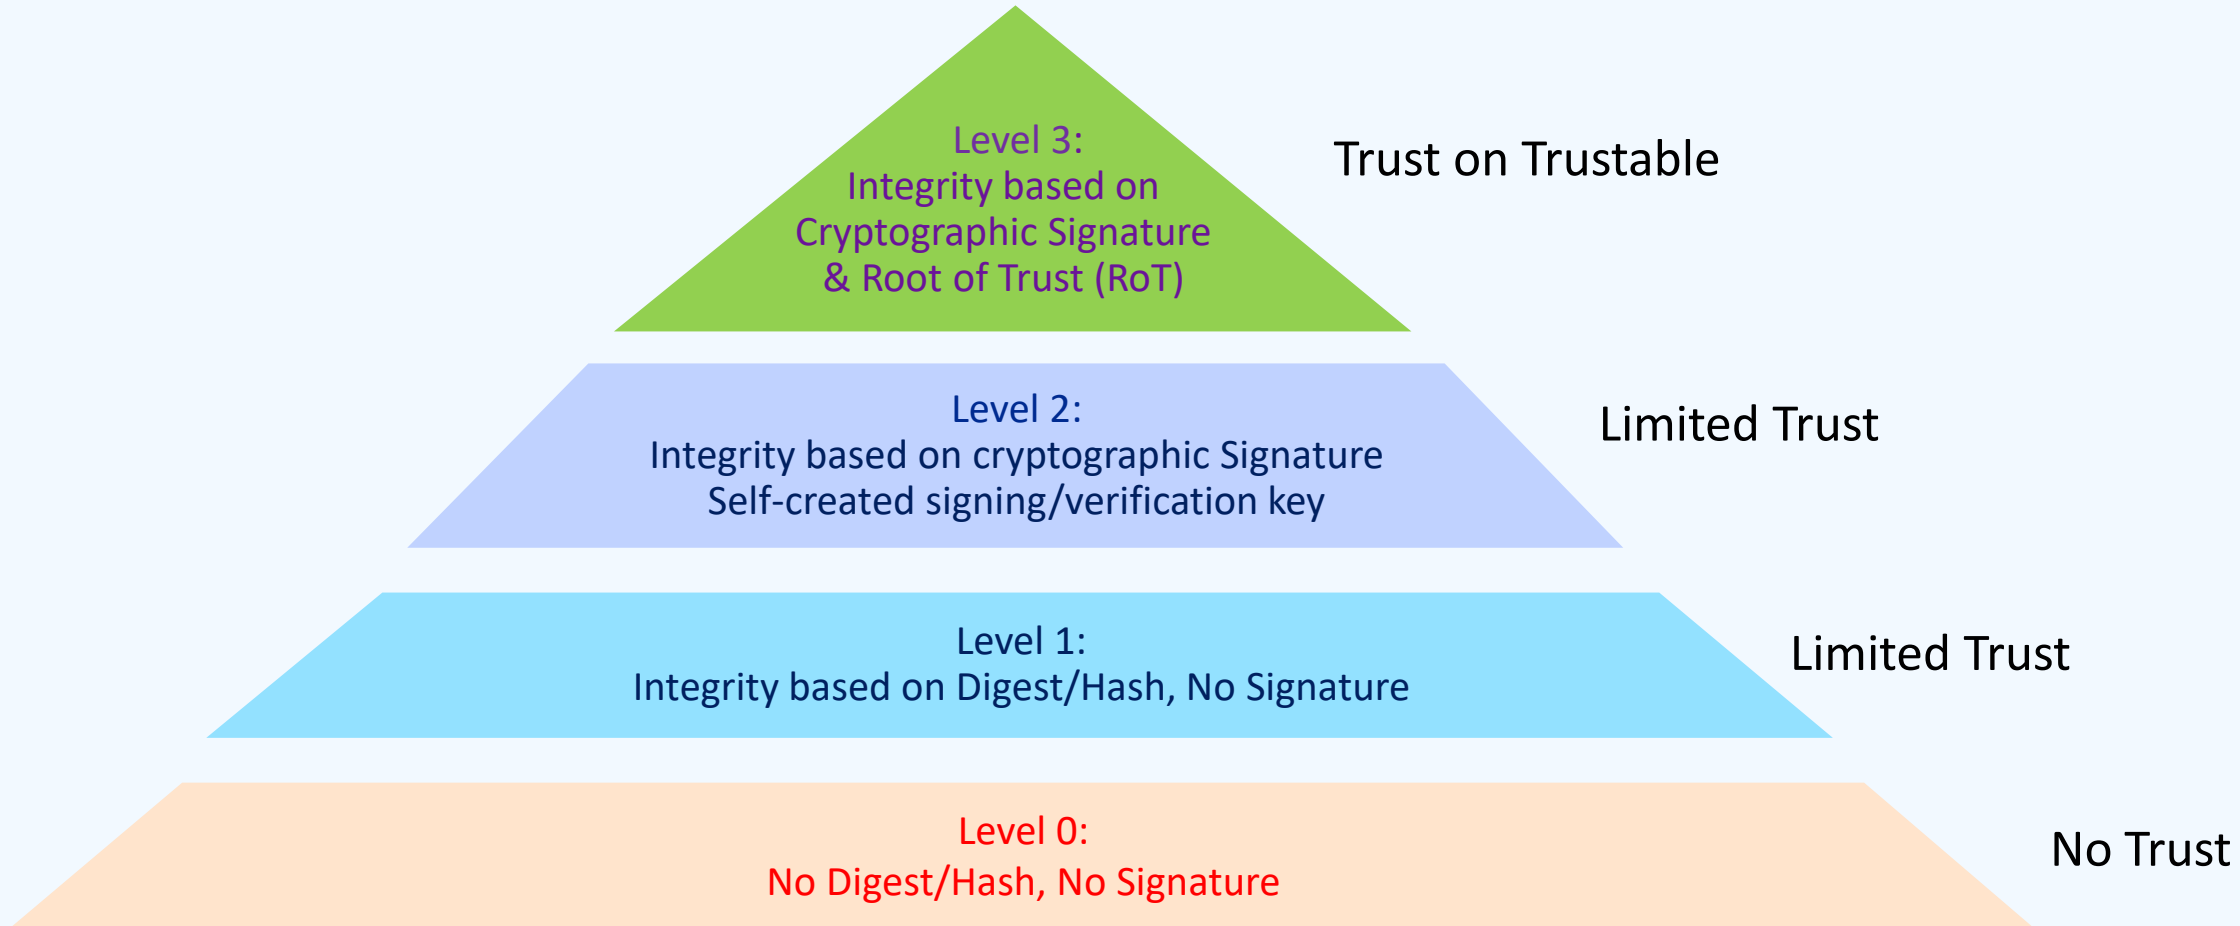 Level 3:
Integrity based on
Cryptographic Signature
& Root of Trust (RoT)
Trust on Trustable
Level 2:
Integrity based on cryptographic Signature
Self-created signing/verification key
Limited Trust
Level 1:
Integrity based on Digest/Hash, No Signature
Limited Trust
Level 0:
No Digest/Hash, No Signature
No Trust